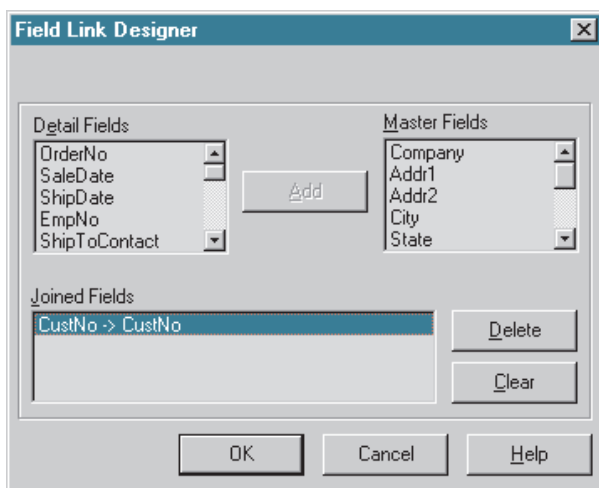 Field Link Designer
Detail Fields
OrderNo
SaleDate
ShipDate
EmpNo
ShipToContact
Add
Master Fields
Company
Addr1
Addr2
City
State
Joined Fields
CustNo -> CustNo
Delete
Clear
OK
Cancel
Help